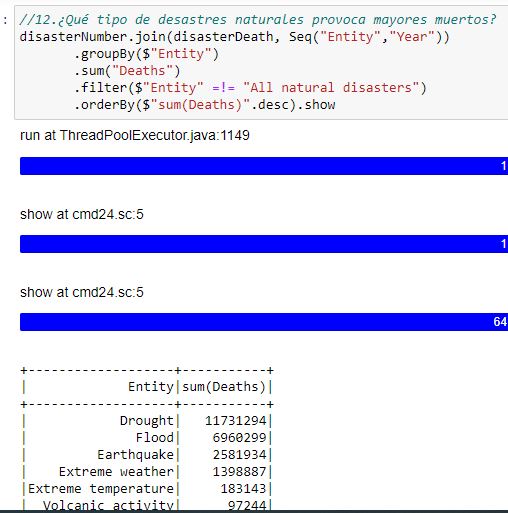 : //12.¿Qué tipo de desastres naturales provoca mayores muertos?
disasterNumber.join(disasterDeath, Seq("Entity","Year"))
.groupBy($"Entity")
.sum("Deaths")
.filter($"Entity" =!= "All natural disasters")
.orderBy($"sum(Deaths)".desc).show
run at ThreadPoolExecutor.java:1149
1
show at cmd24.sc:5
1
show at cmd24.sc:5
64
+------------------+-----------+
|            Entity|sum(Deaths)|
+------------------+-----------+
|           Drought|   11731294|
|             Flood|    6960299|
|        Earthquake|    2581934|
|   Extreme weather|    1398887|
|Extreme temperature|     183143|
| Volcanic activity|      97244|